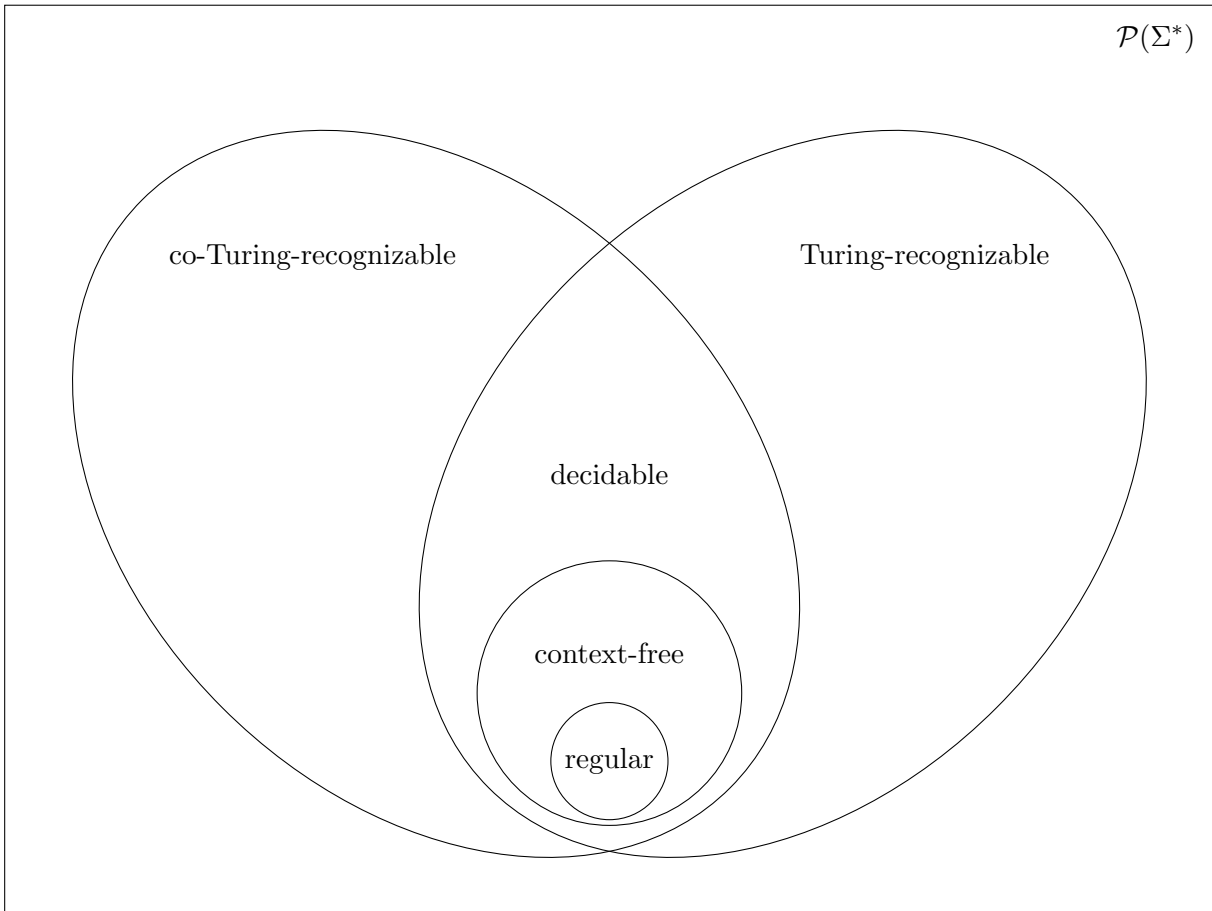 𝒫(Σ*)
co-Turing-recognizable
Turing-recognizable
decidable
context-free
regular